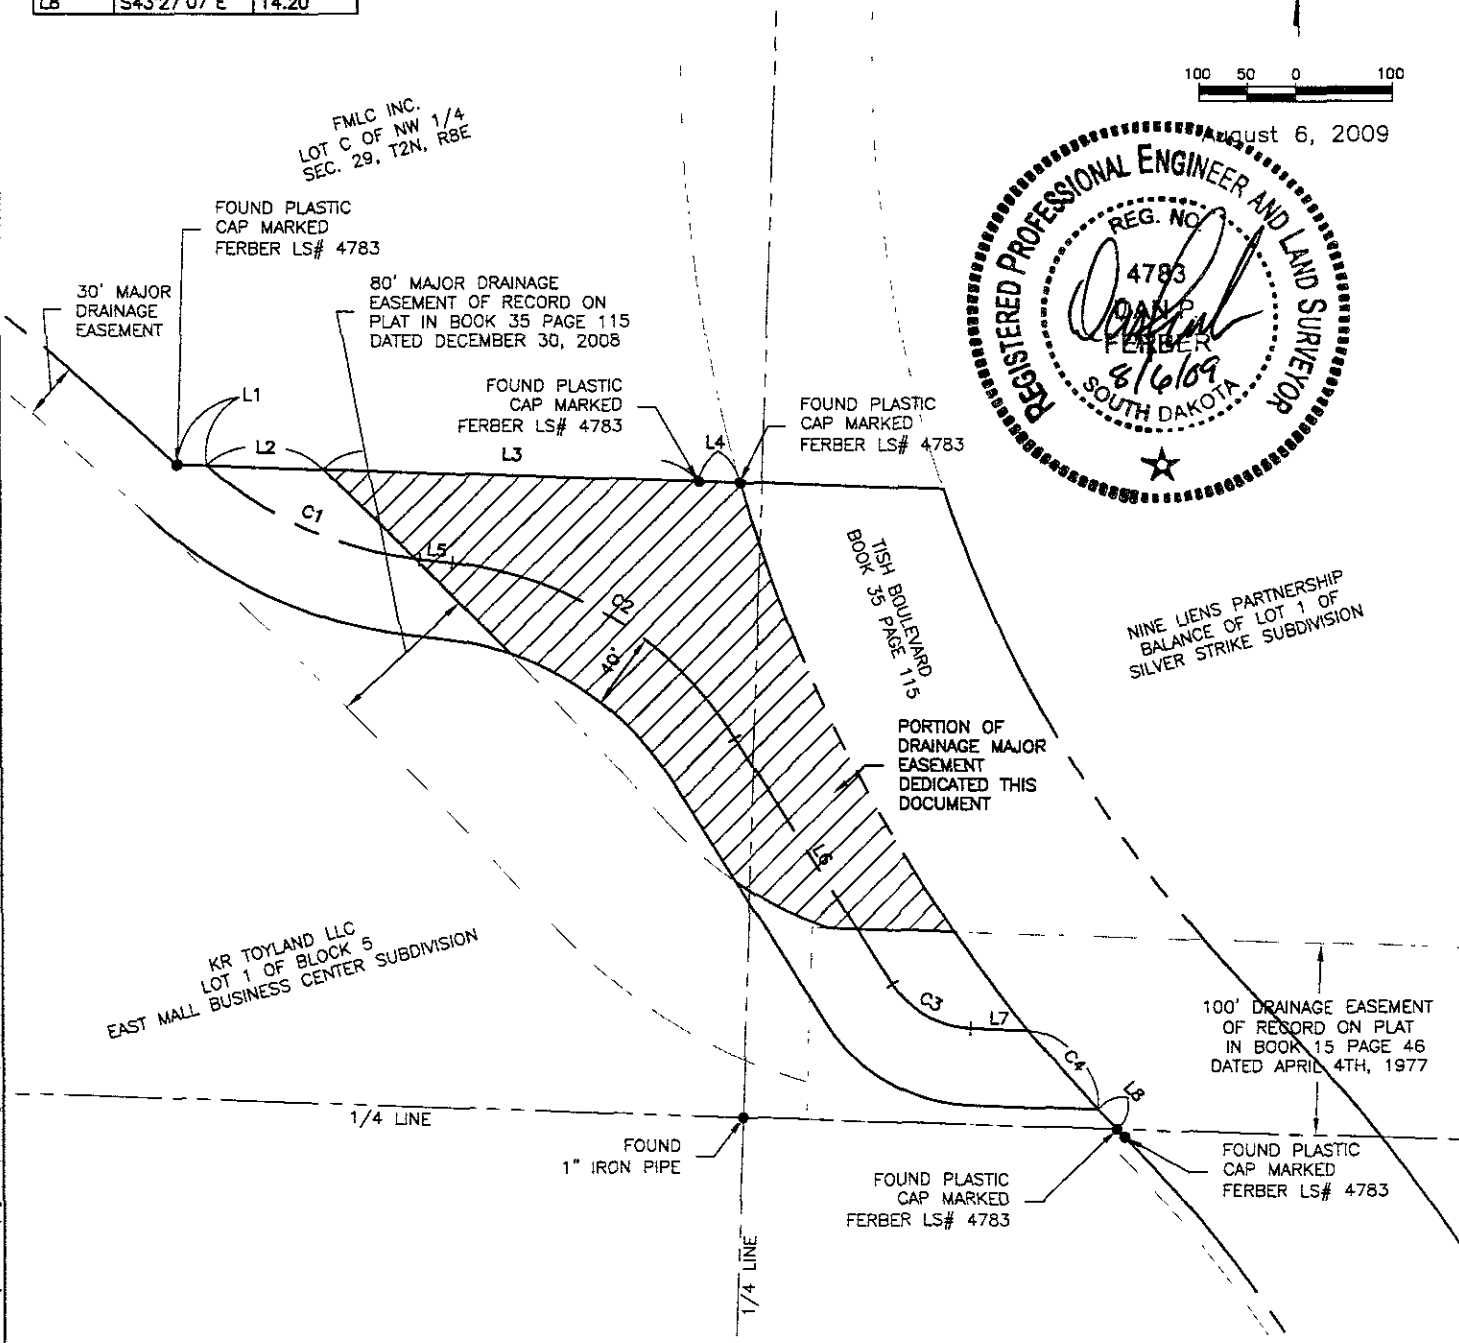 L8 S43°27'07"E 14.20
100 50 0 100
August 6, 2009
FMLC INC.
LOT C OF NW 1/4
SEC. 29, T2N, R8E
FOUND PLASTIC
CAP MARKED
FERBER LS# 4783
30' MAJOR
DRAINAGE
EASEMENT
80' MAJOR DRAINAGE
EASEMENT OF RECORD ON
PLAT IN BOOK 35 PAGE 115
DATED DECEMBER 30, 2008
REGISTERED PROFESSIONAL ENGINEER AND LAND SURVEYOR
REG. NO.
4783
DAN P.
FERBER
8/6/09
SOUTH DAKOTA
FOUND PLASTIC
CAP MARKED
FERBER LS# 4783
FOUND PLASTIC
CAP MARKED
FERBER LS# 4783
L1
L2
L3
L4
C1
L5
C2
40'
TISH BOULEVARD
BOOK 35 PAGE 115
NINE LIENS PARTNERSHIP
BALANCE OF LOT 1 OF
SILVER STRIKE SUBDIVISION
PORTION OF
DRAINAGE MAJOR
EASEMENT
DEDICATED THIS
DOCUMENT
L6
KR TOYLAND LLC
LOT 1 OF BLOCK 5
EAST MALL BUSINESS CENTER SUBDIVISION
C3
L7
C4
L8
100' DRAINAGE EASEMENT
OF RECORD ON PLAT
IN BOOK 15 PAGE 46
DATED APRIL 4TH, 1977
1/4 LINE
FOUND
1" IRON PIPE
FOUND PLASTIC
CAP MARKED
FERBER LS# 4783
FOUND PLASTIC
CAP MARKED
FERBER LS# 4783
1/4 LINE